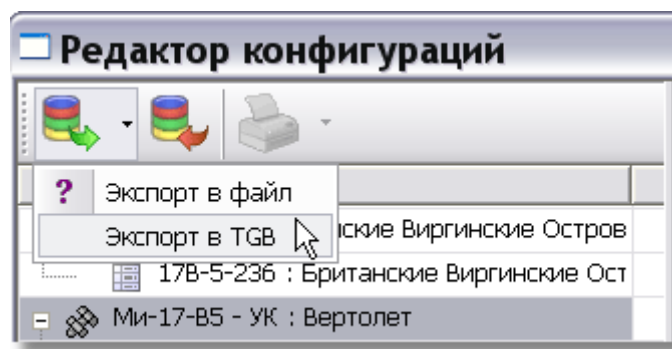 Редактор конфигураций
? Экспорт в файл
Экспорт в TGB
ские Виргинские Остров
17В-5-236 : Британские Виргинские Ост
Ми-17-В5 - УК : Вертолет